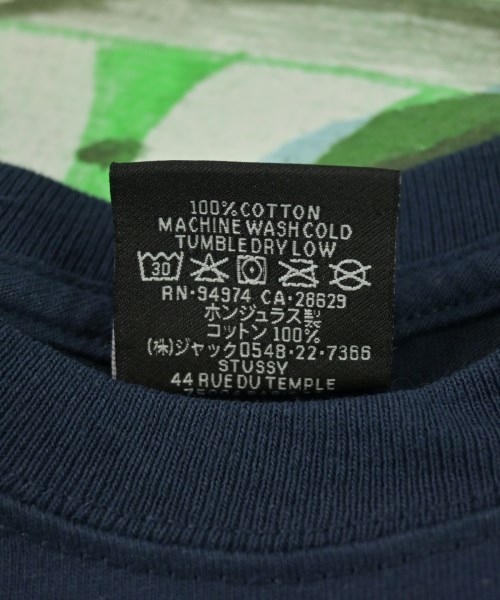 100% COTTON
MACHINE WASH COLD
TUMBLE DRY LOW
30
RN·94974 CA·28629
ホンジュラス製
コットン 100%
(株)ジャック0548·22·7366
STUSSY
44 RUE DU TEMPLE